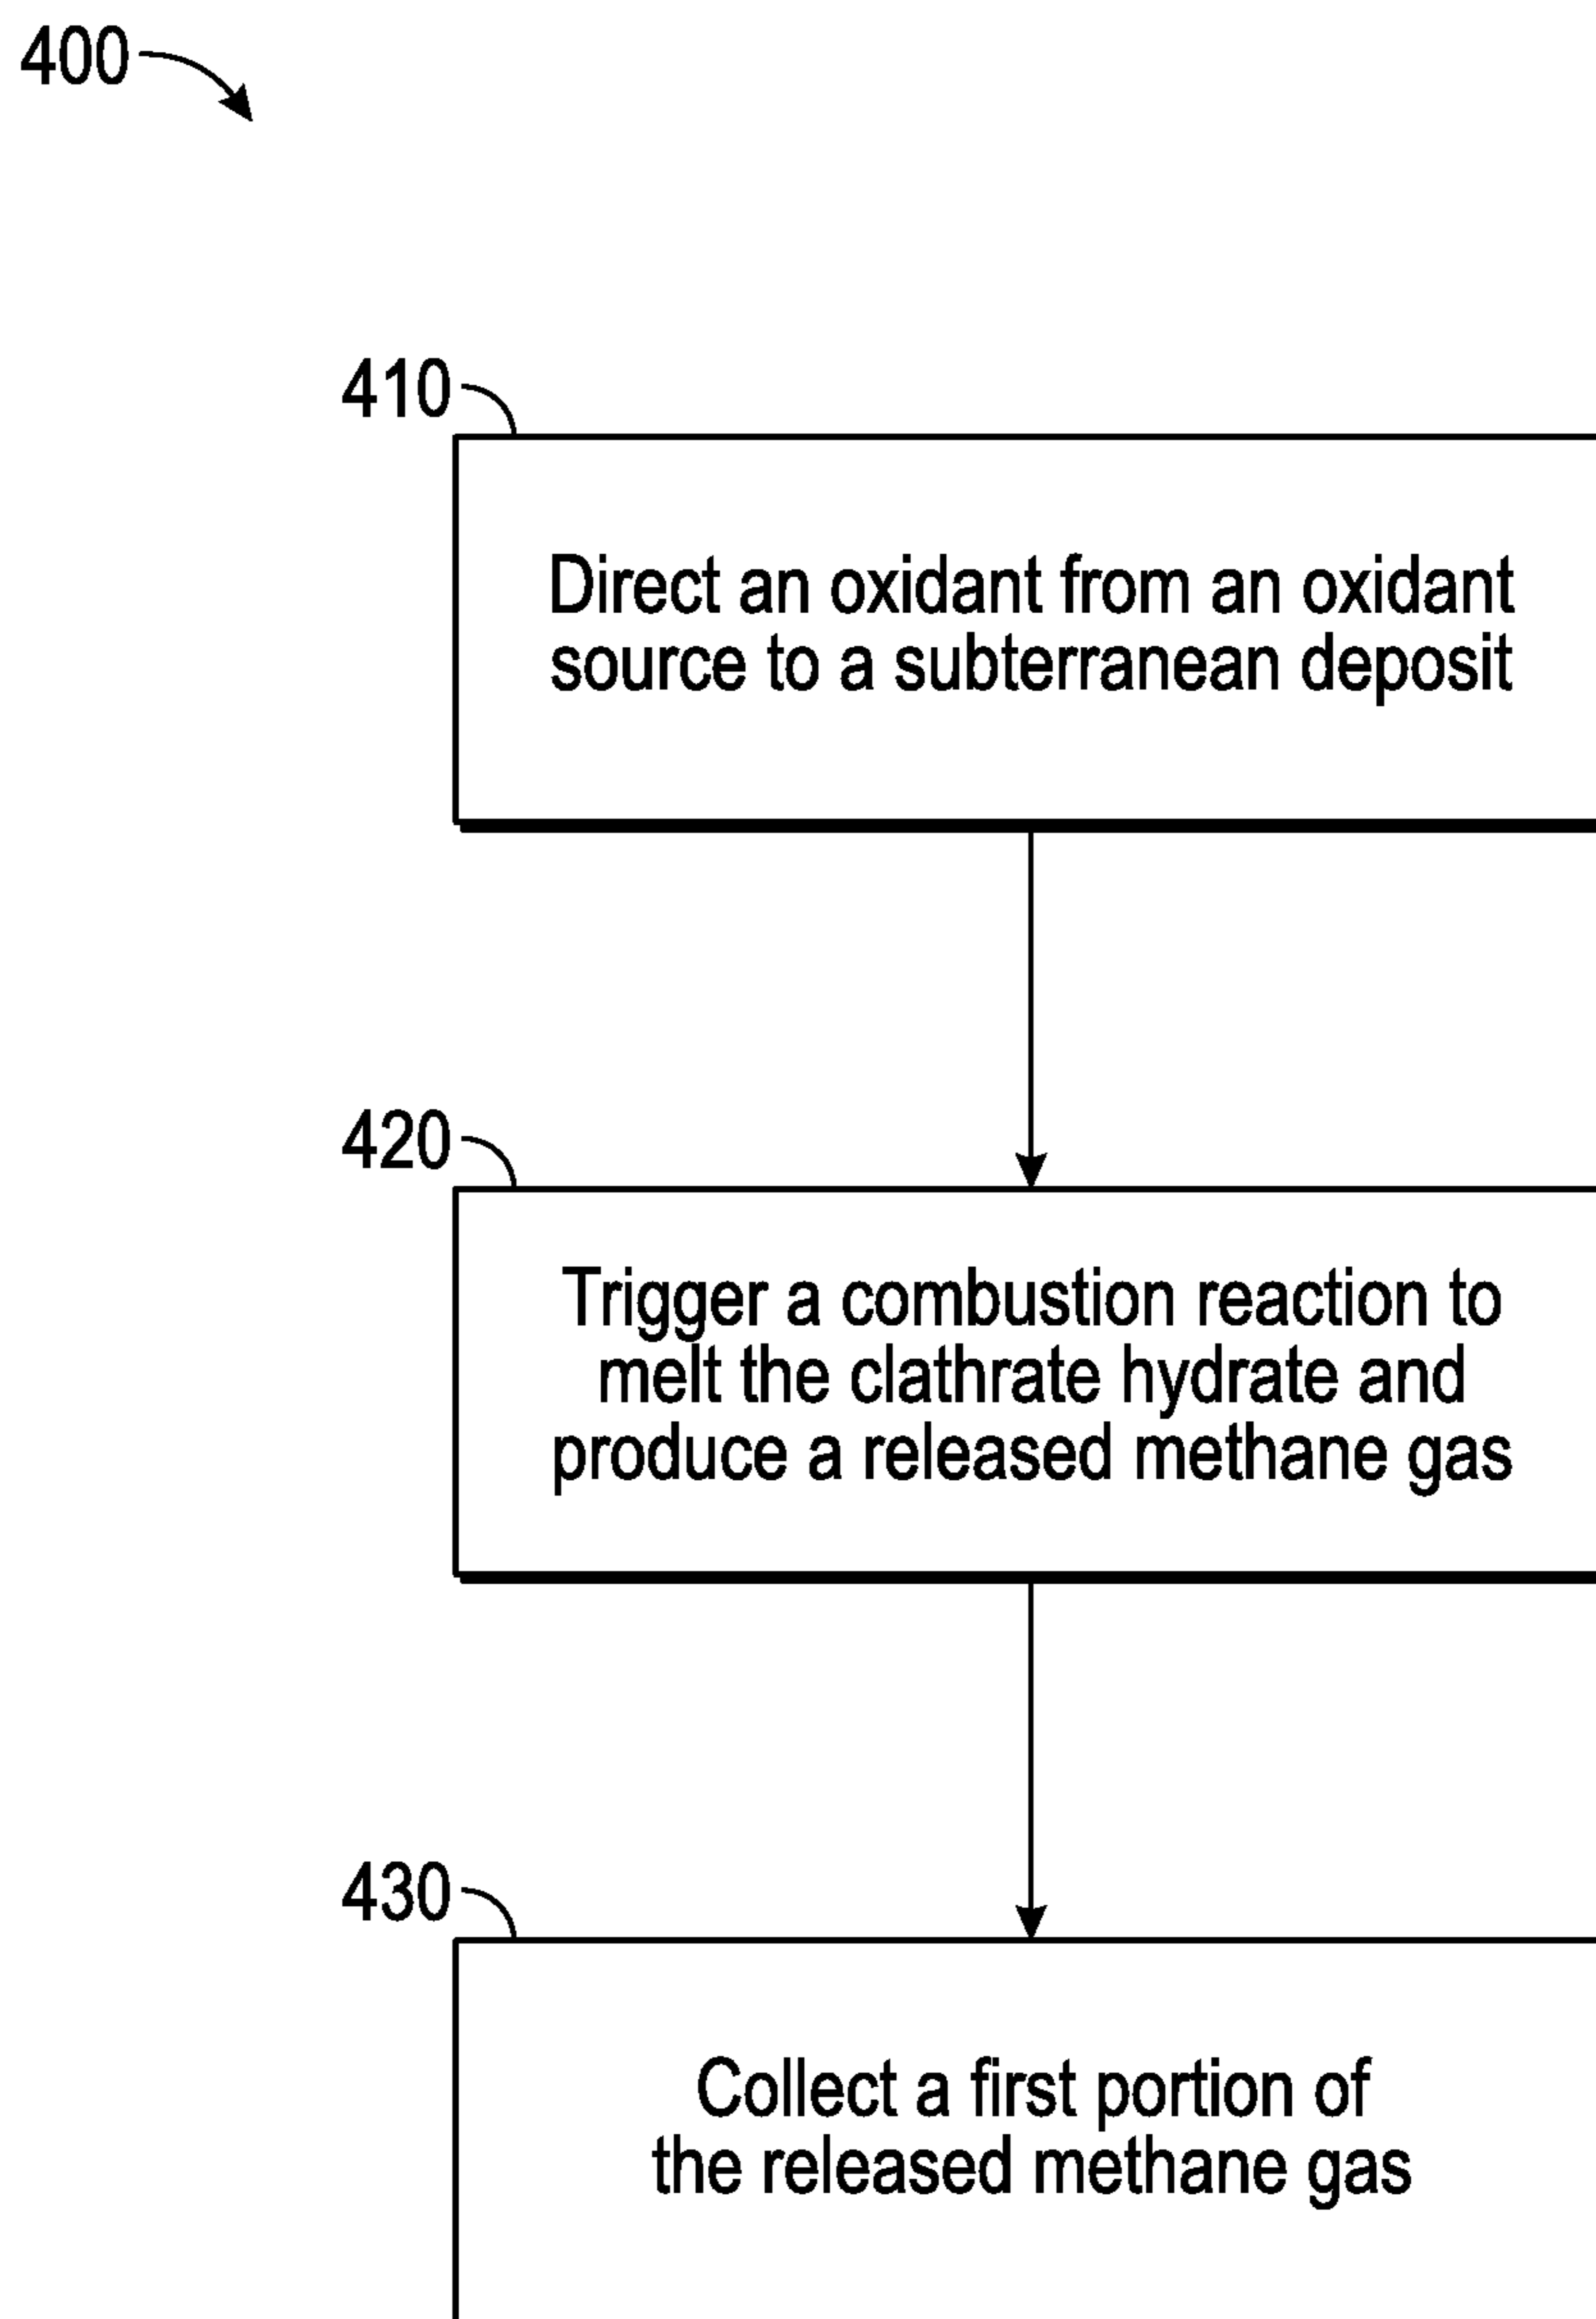 400
410
Direct an oxidant from an oxidant
source to a subterranean deposit
420
Trigger a combustion reaction to
melt the clathrate hydrate and
produce a released methane gas
430
Collect a first portion of
the released methane gas